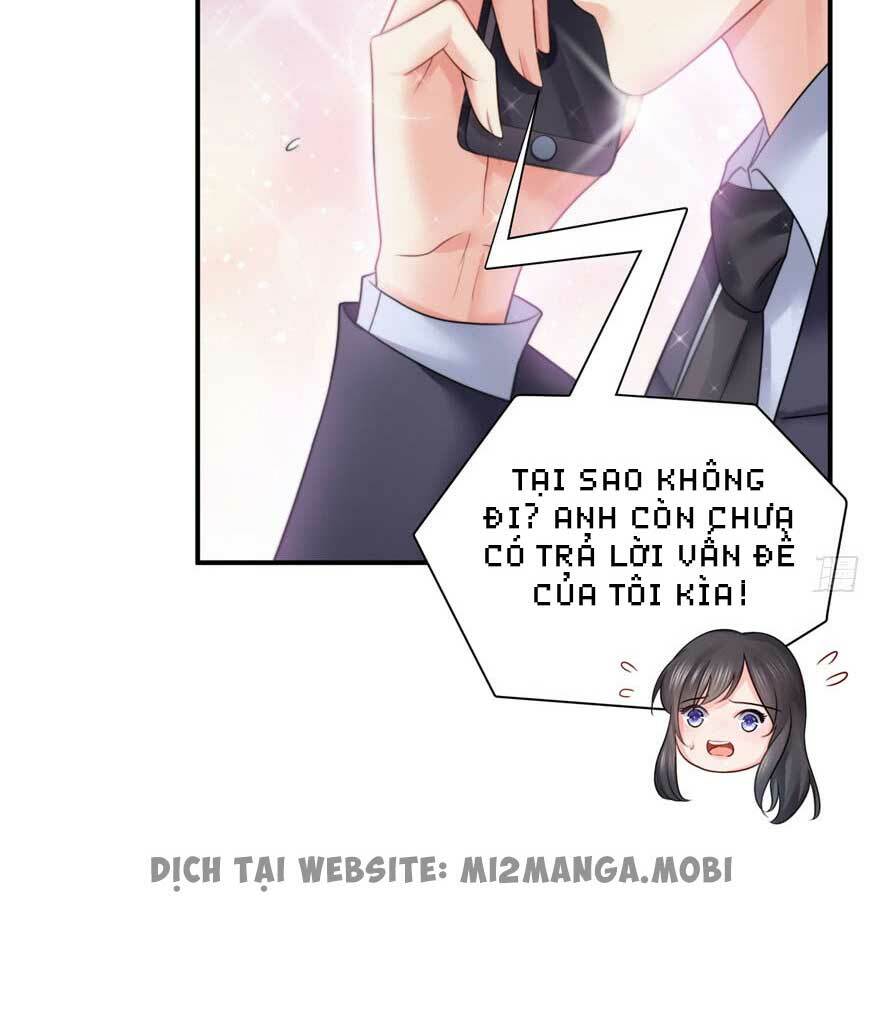 TẠI SAO KHÔNG
ĐI? ANH CÒN CHƯA
CÓ TRẢ LỜI VẤN ĐỀ
CỦA TÔI KÌA!
DỊCH TẠI WEBSITE: MI2MANGA.MOBI